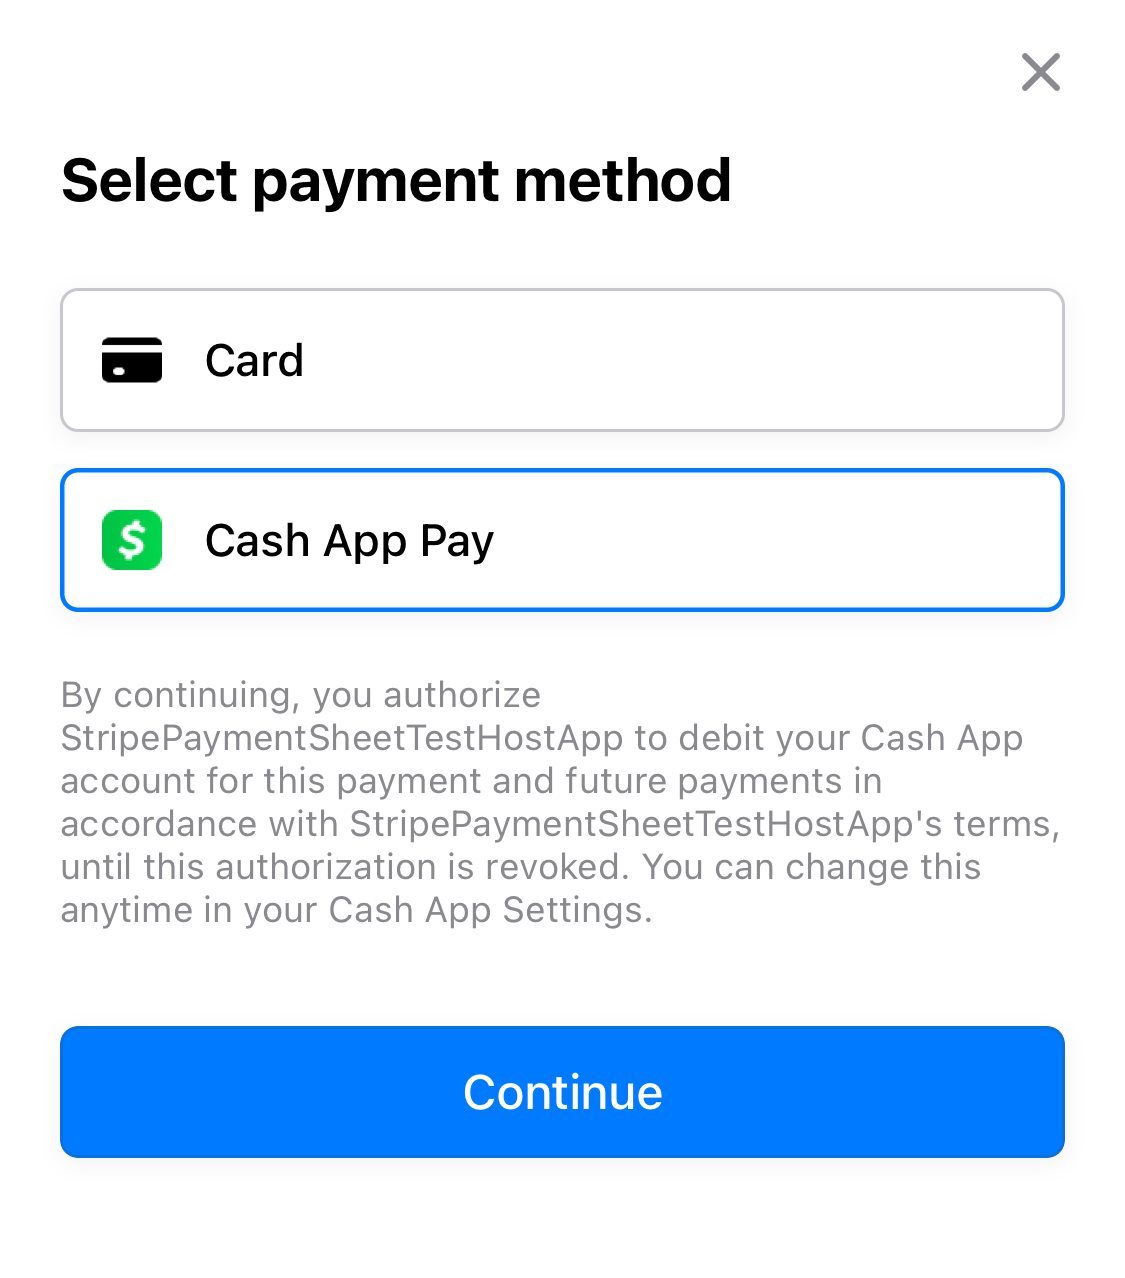 Select payment method
Card
Cash App Pay
By continuing, you authorize
StripePaymentSheetTestHostApp to debit your Cash App
account for this payment and future payments in
accordance with StripePaymentSheetTestHostApp's terms,
until this authorization is revoked. You can change this
anytime in your Cash App Settings.
Continue